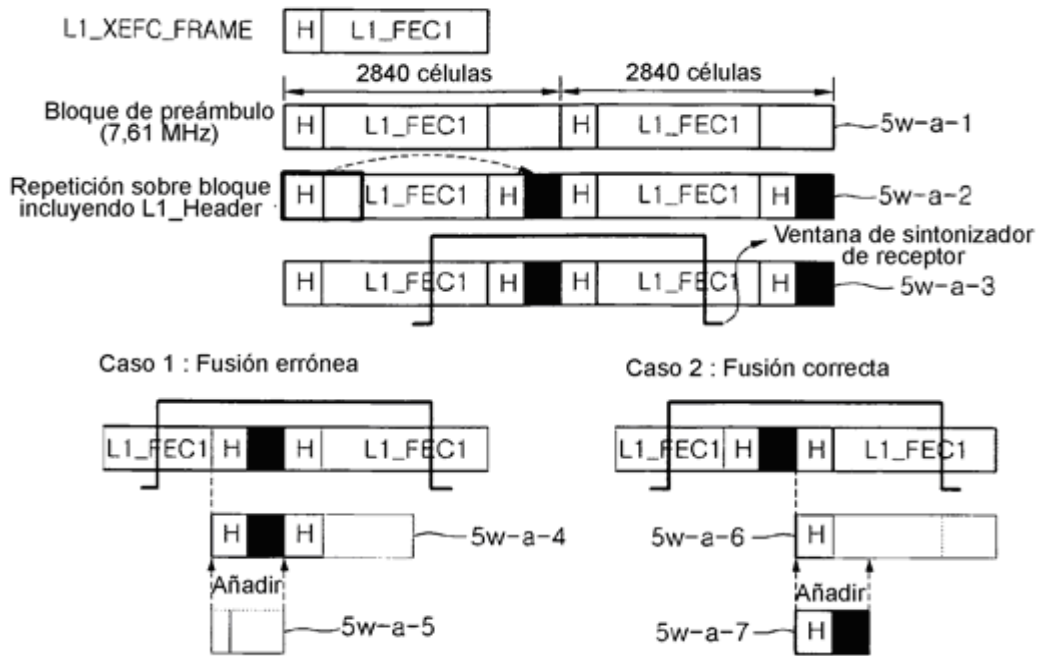 L1_XEFC_FRAME H L1_FEC1
2840 células 2840 células
Bloque de preámbulo
(7,61 MHz)
H L1_FEC1 H L1_FEC1 5w-a-1
Repetición sobre bloque
incluyendo L1_Header
H L1_FEC1 H H L1_FEC1 H 5w-a-2
Ventana de sintonizador
de receptor
H L1_FEC1 H H L1_FEC1 H 5w-a-3
Caso 1 : Fusión errónea
L1_FEC1 H H L1_FEC1
H H 5w-a-4
Añadir
5w-a-5
Caso 2 : Fusión correcta
L1_FEC1 H H L1_FEC1
5w-a-6 H
Añadir
5w-a-7 H